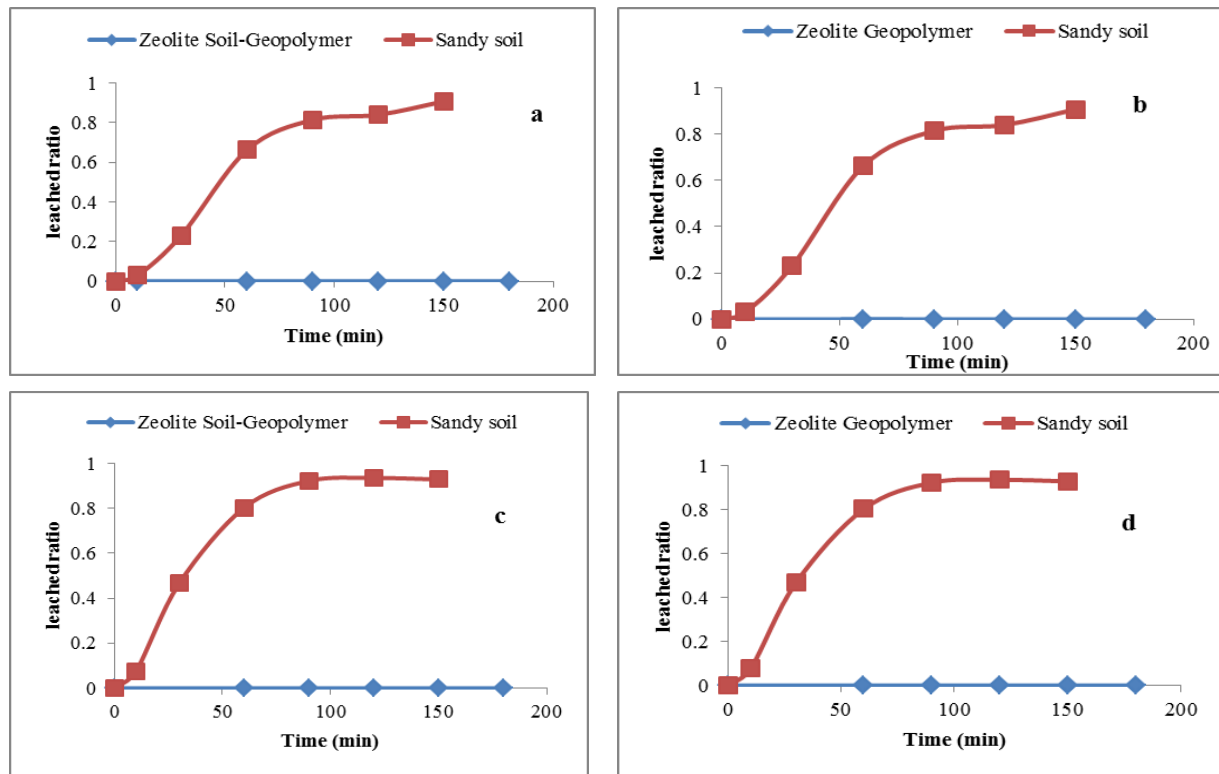 Zeolite Soil-Geopolymer Sandy soil
a
1
0.8
0.6
0.4
0.2
0
0 50 100 150 200
leached ratio
Time (min)
Zeolite Geopolymer Sandy soil
b
1
0.8
0.6
0.4
0.2
0
0 50 100 150 200
leached ratio
Time (min)
Zeolite Soil-Geopolymer Sandy soil
c
1
0.8
0.6
0.4
0.2
0
0 50 100 150 200
leached ratio
Time (min)
Zeolite Geopolymer Sandy soil
d
1
0.8
0.6
0.4
0.2
0
0 50 100 150 200
leached ratio
Time (min)